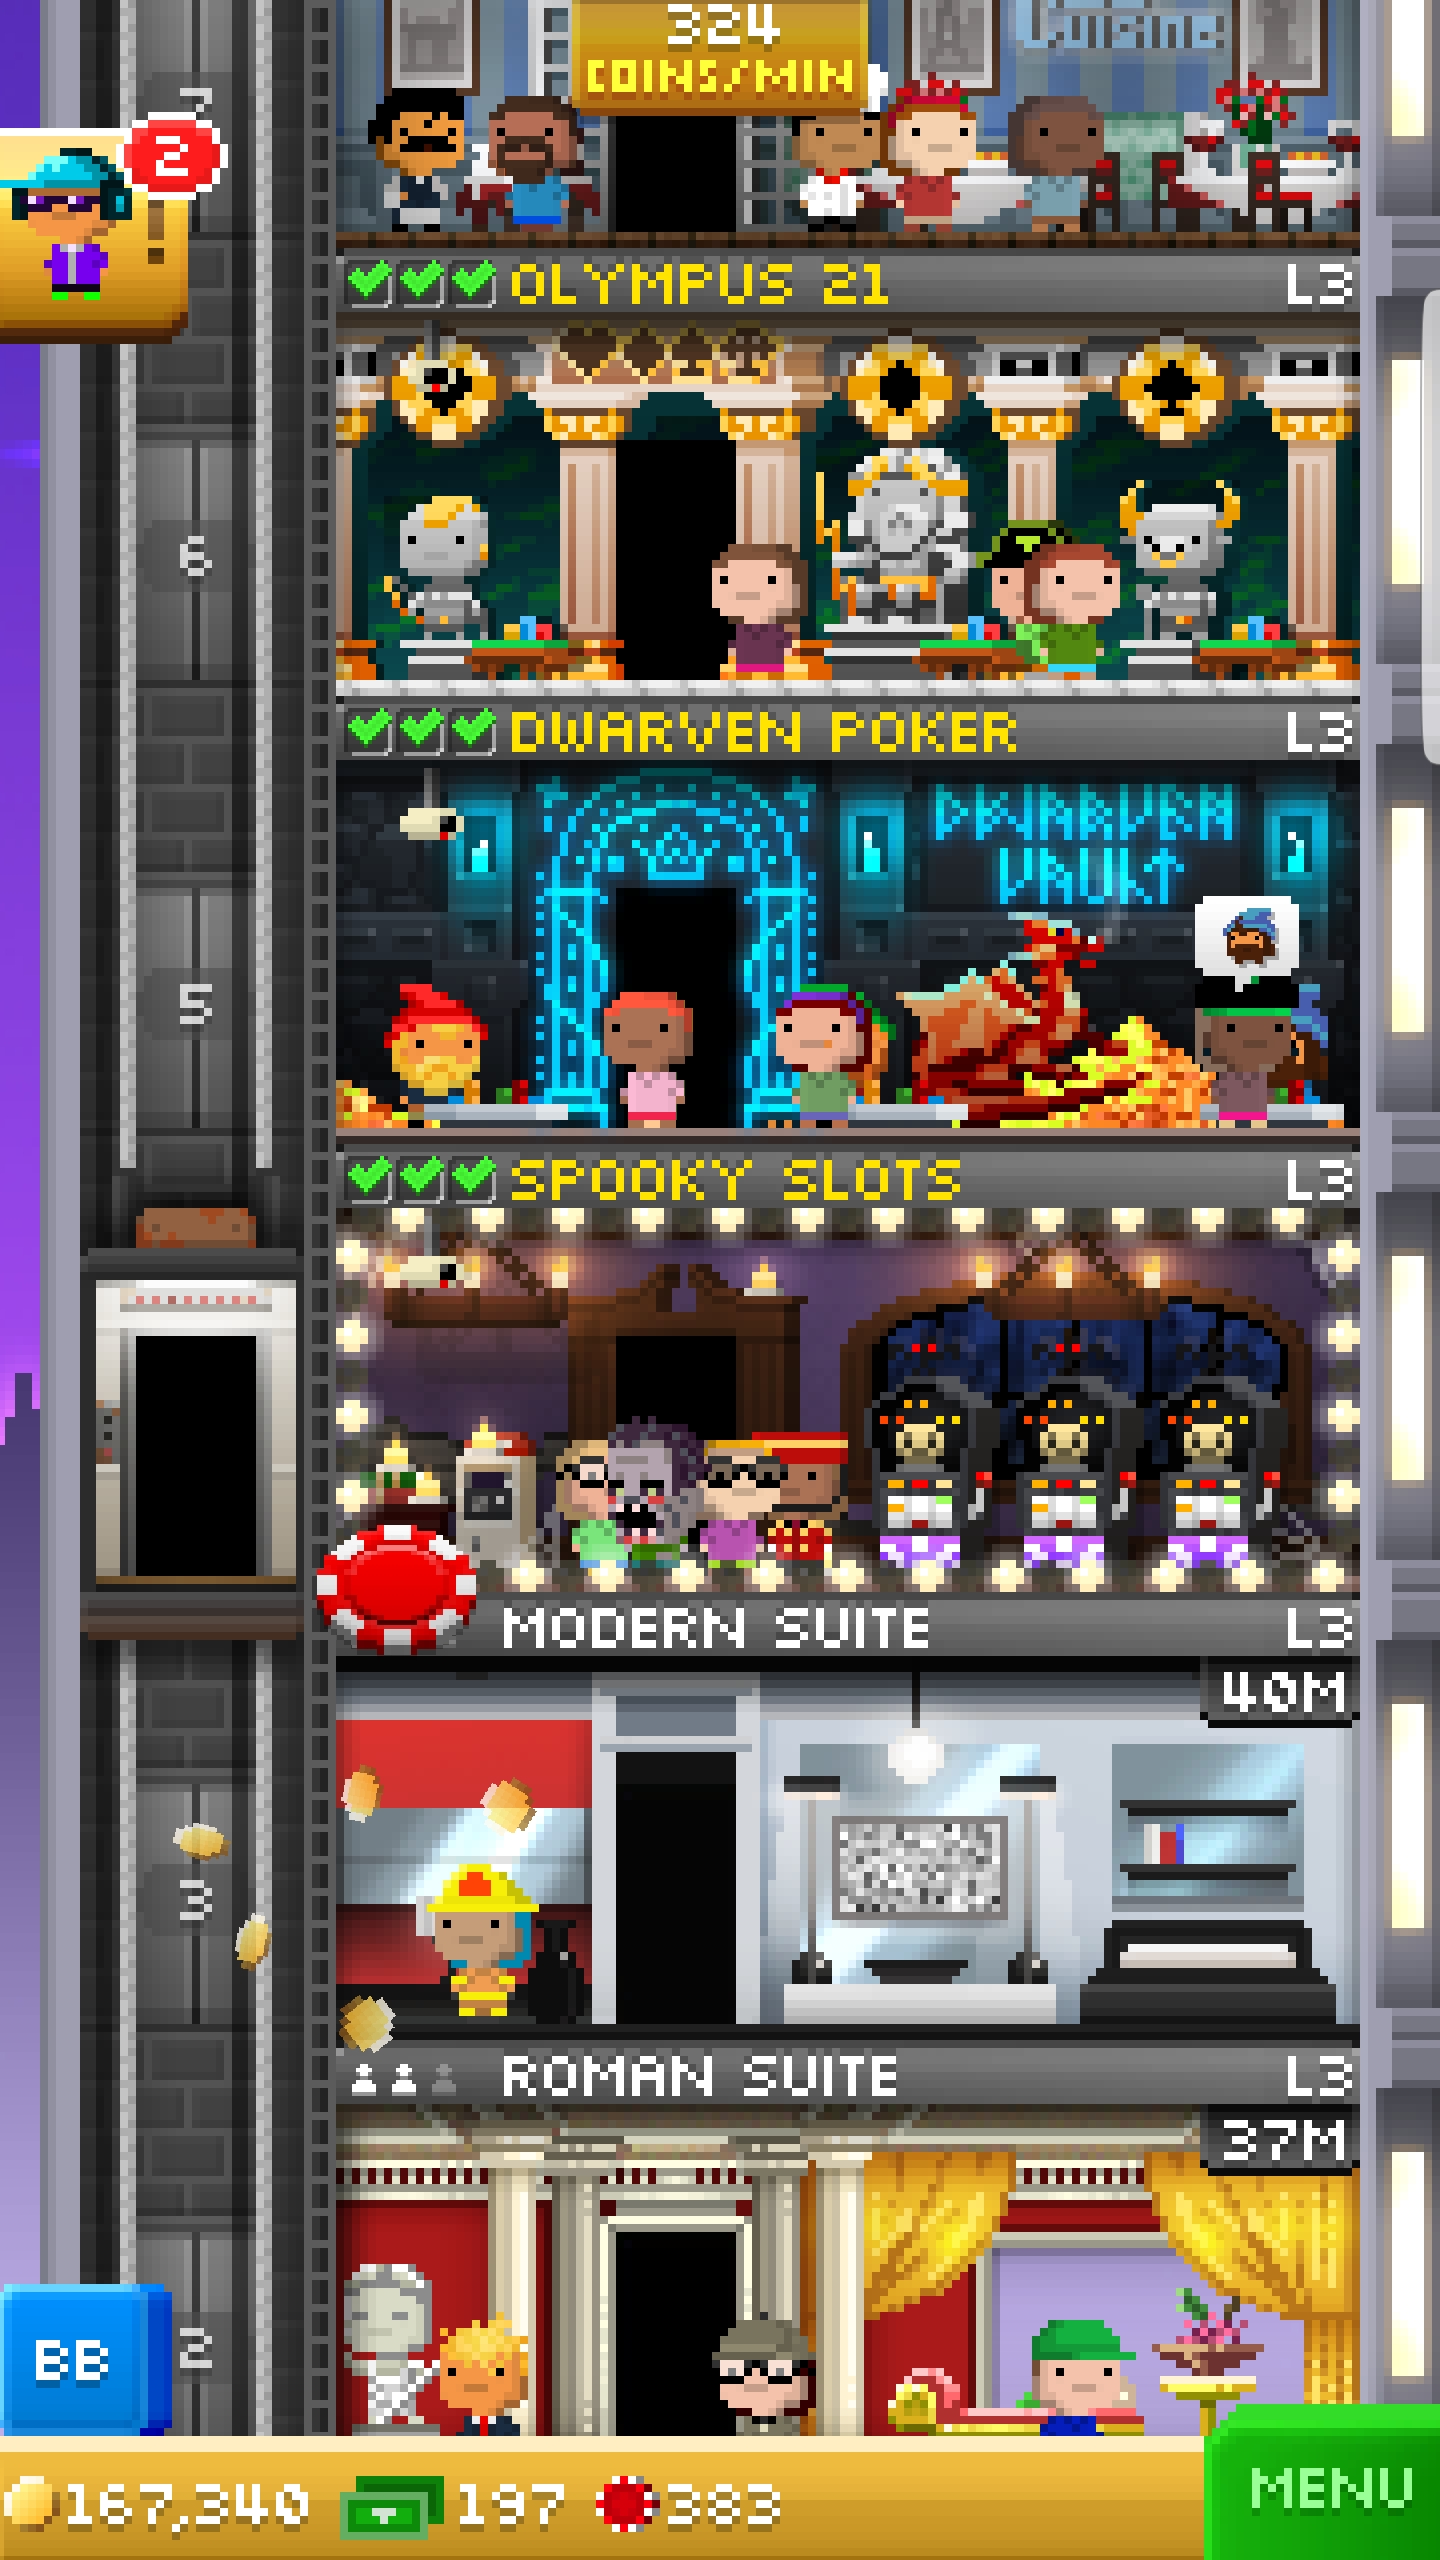 324
COINS/MIN
Cuisine
7
2
OLYMPUS 21 L3
6
DWARVEN POKER L3
DWARVEN
VAULT
5
SPOOKY SLOTS L3
MODERN SUITE L3
40M
3
ROMAN SUITE L3
37M
2
BB
167,340 197 383
MENU